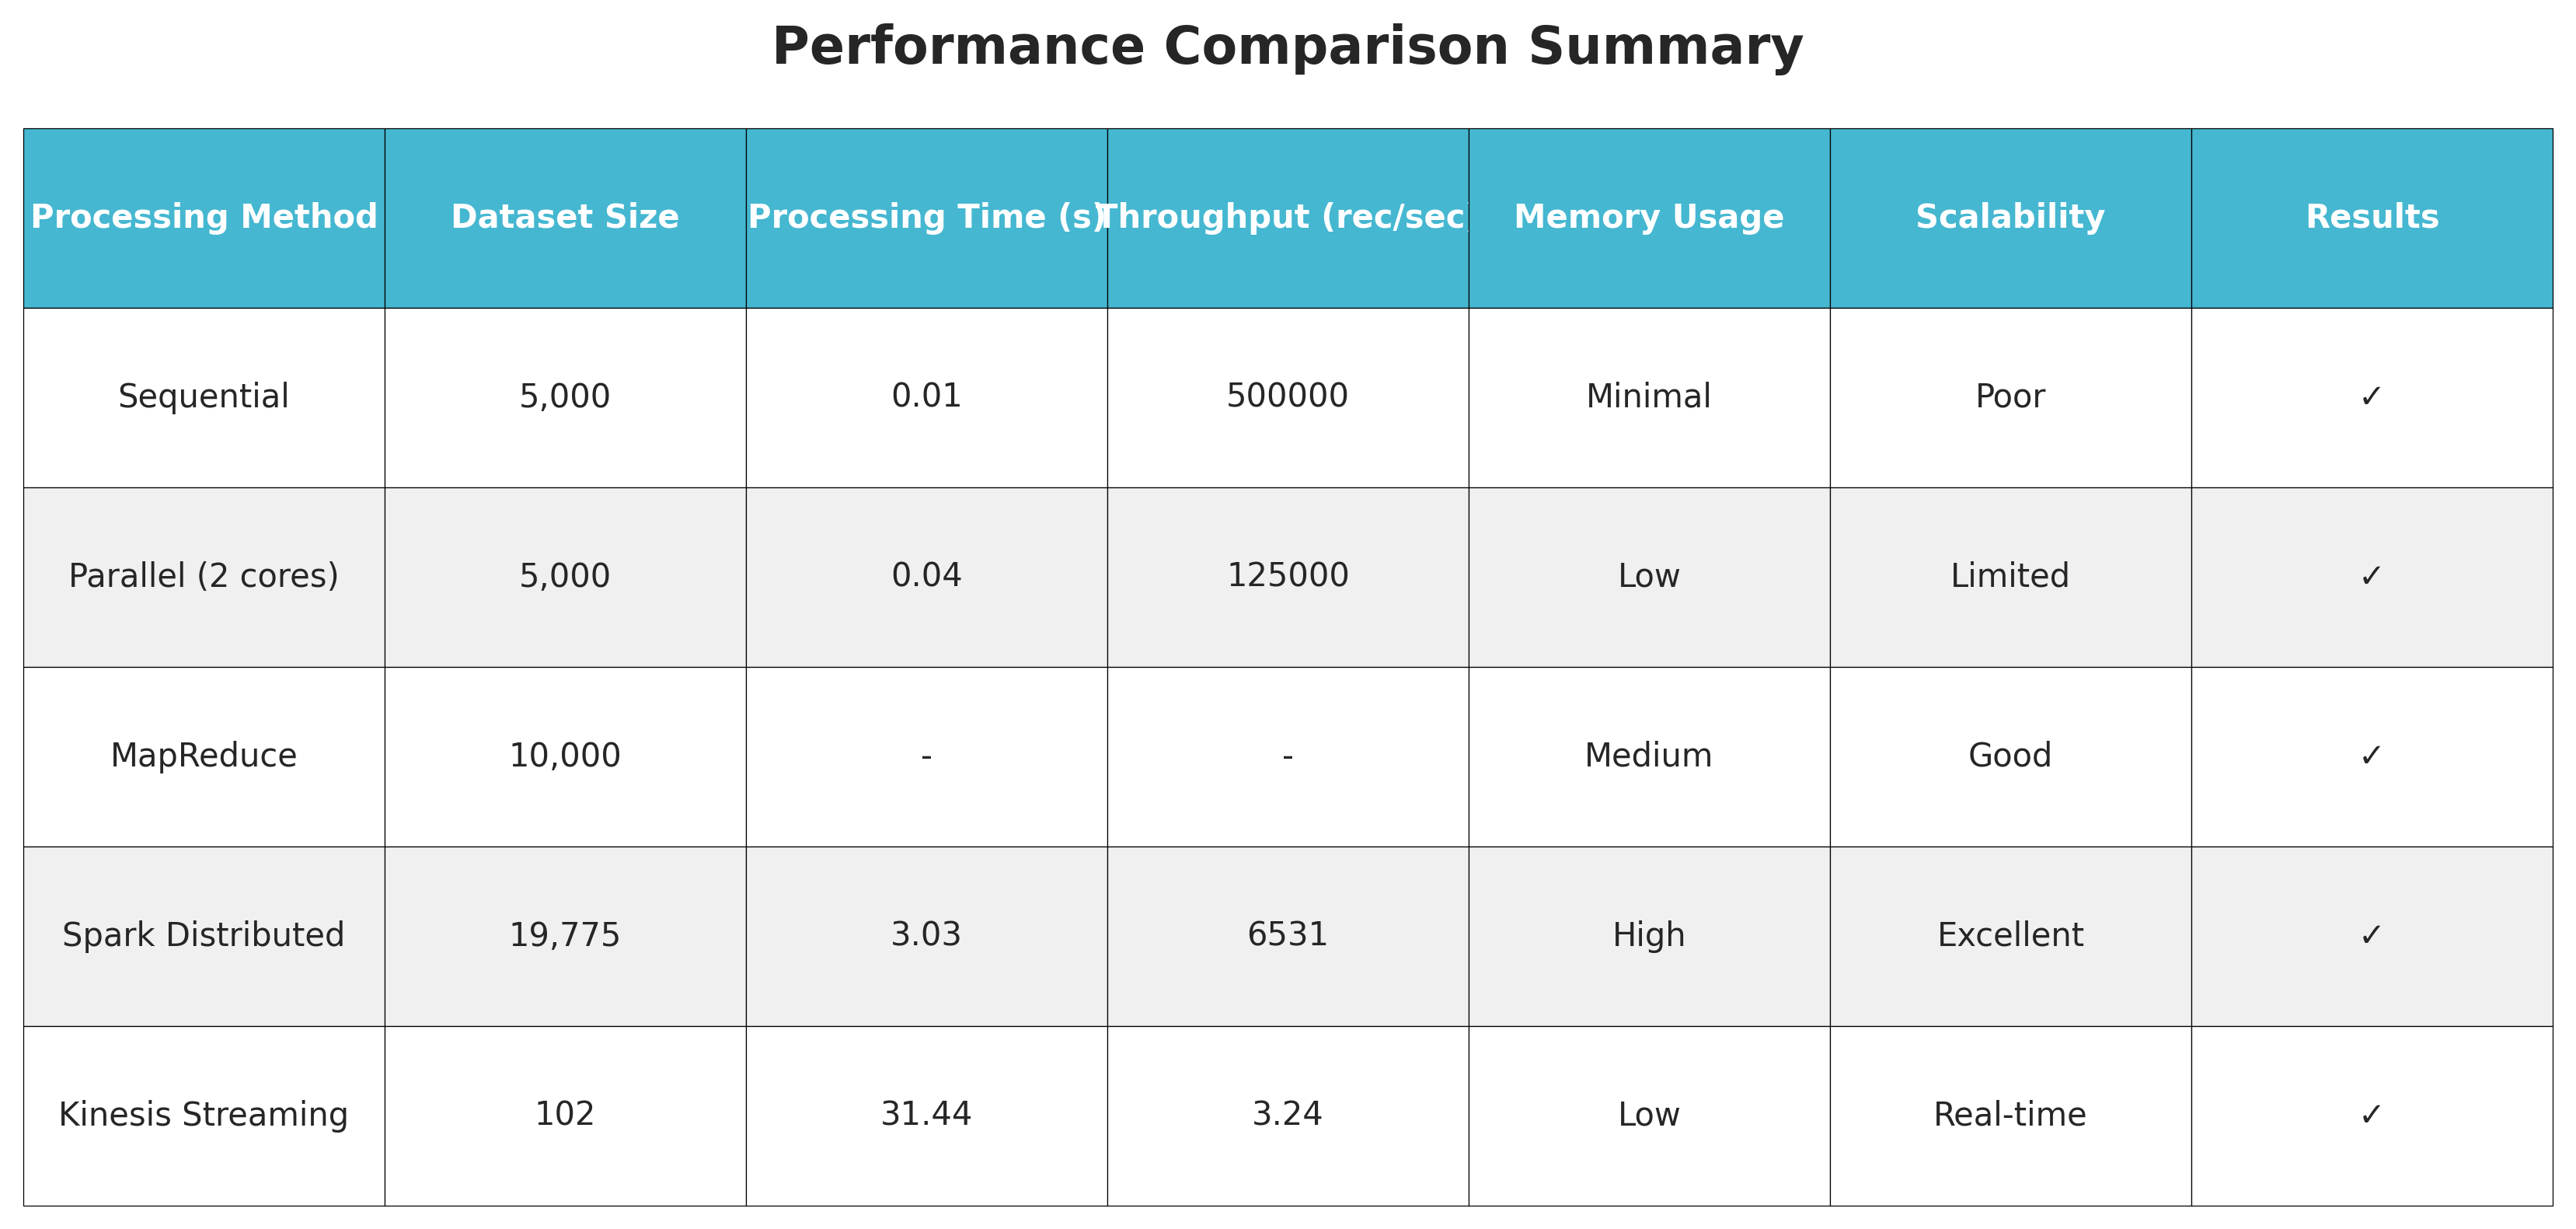 Performance Comparison Summary
Processing Method Dataset Size Processing Time (s) Throughput (rec/sec) Memory Usage Scalability Results
Sequential 5,000 0.01 500000 Minimal Poor ✓
Parallel (2 cores) 5,000 0.04 125000 Low Limited ✓
MapReduce 10,000 - - Medium Good ✓
Spark Distributed 19,775 3.03 6531 High Excellent ✓
Kinesis Streaming 102 31.44 3.24 Low Real-time ✓